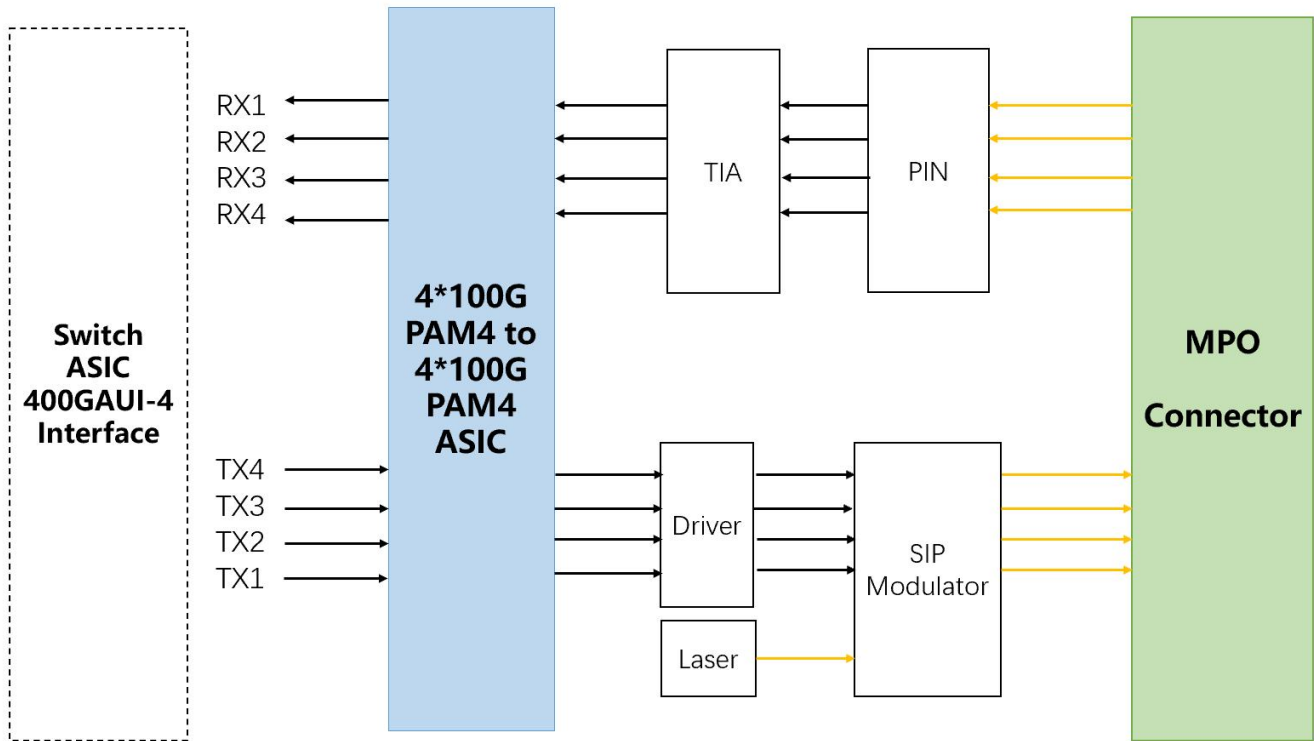 Switch
ASIC
400GAUI-4
Interface
RX1
RX2
RX3
RX4
TX4
TX3
TX2
TX1
4*100G
PAM4 to
4*100G
PAM4
ASIC
TIA
PIN
Driver
Laser
SIP
Modulator
MPO
Connector